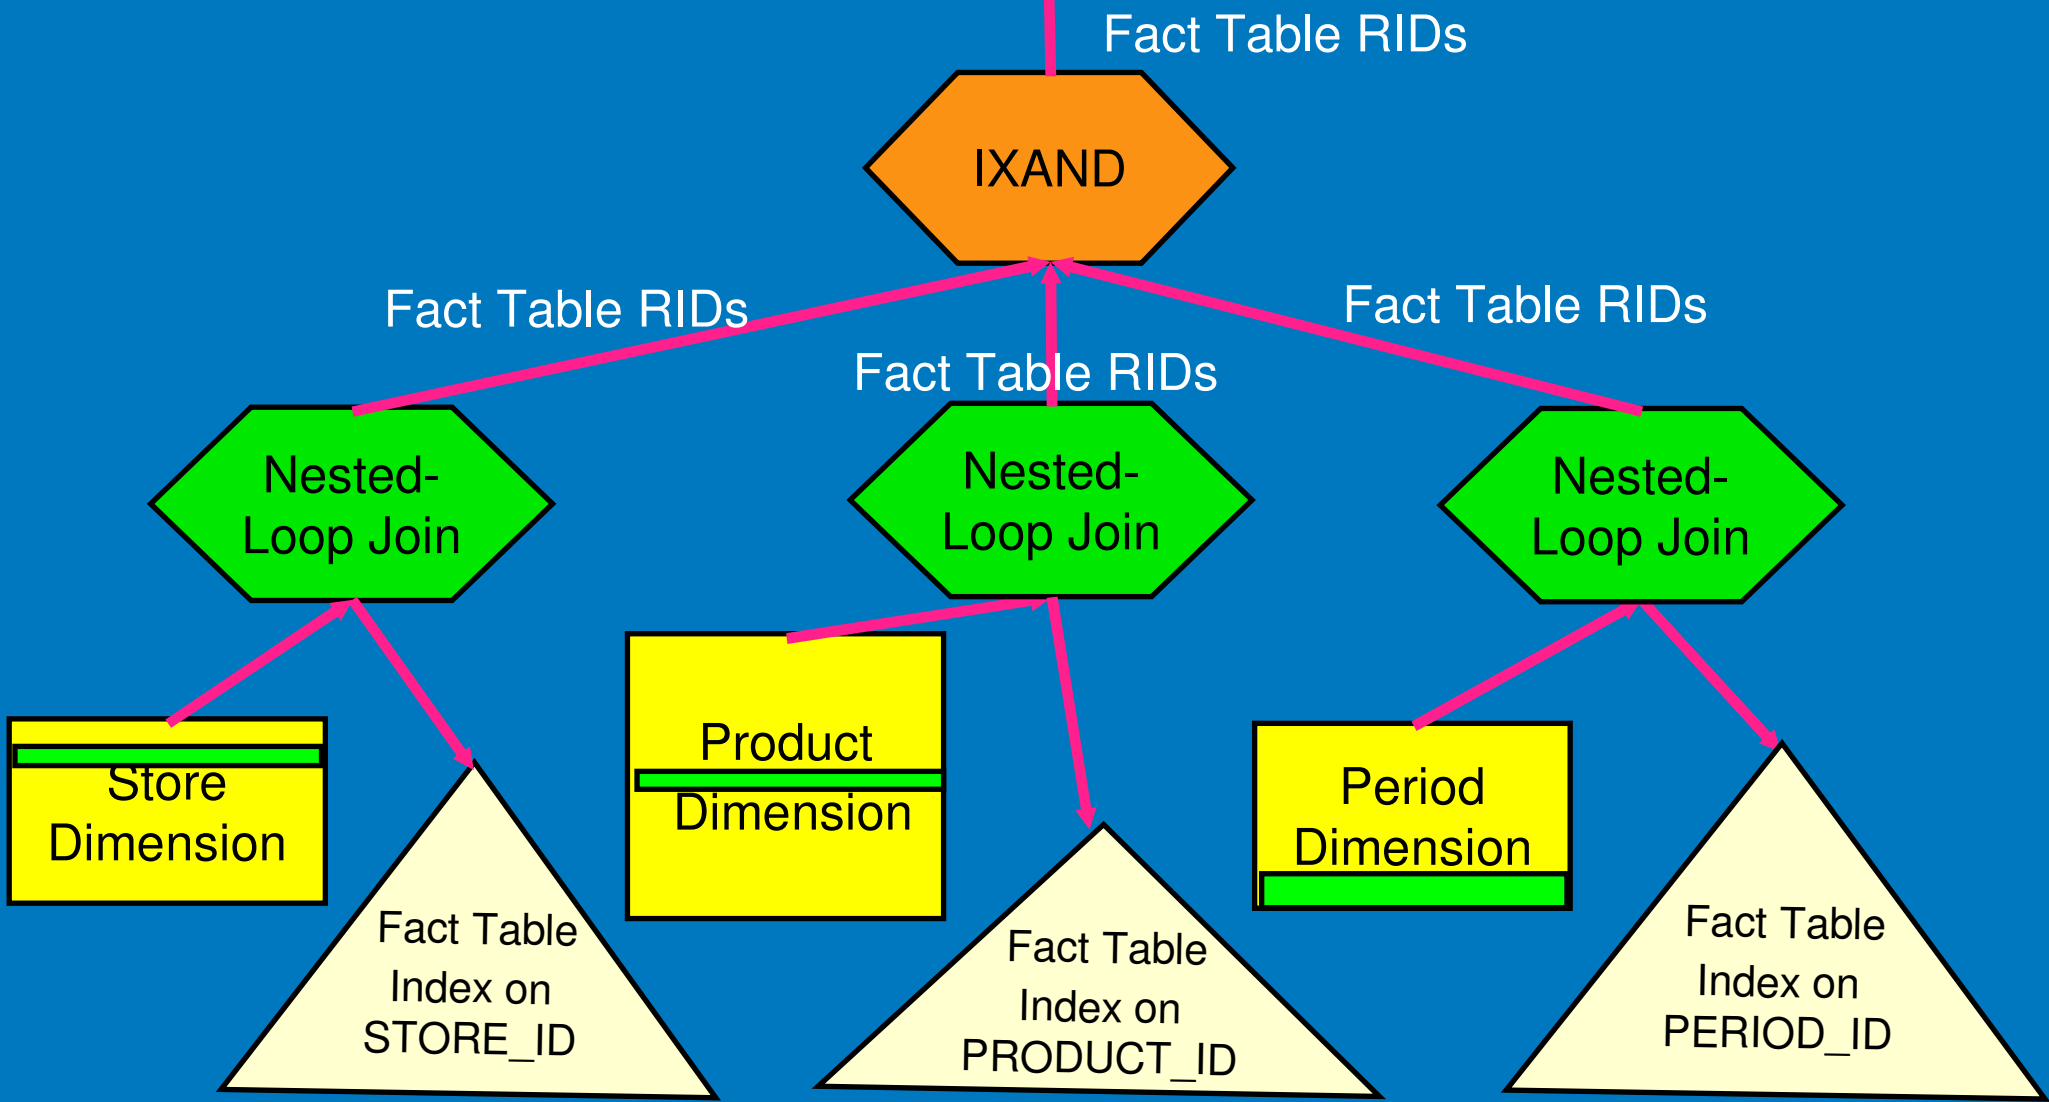 Fact Table RIDs
IXAND
Fact Table RIDs
Fact Table RIDs
Fact Table RIDs
Nested-
Loop Join
Nested-
Loop Join
Nested-
Loop Join
Store
Dimension
Product
Dimension
Period
Dimension
Fact Table
Index on
STORE_ID
Fact Table
Index on
PRODUCT_ID
Fact Table
Index on
PERIOD_ID